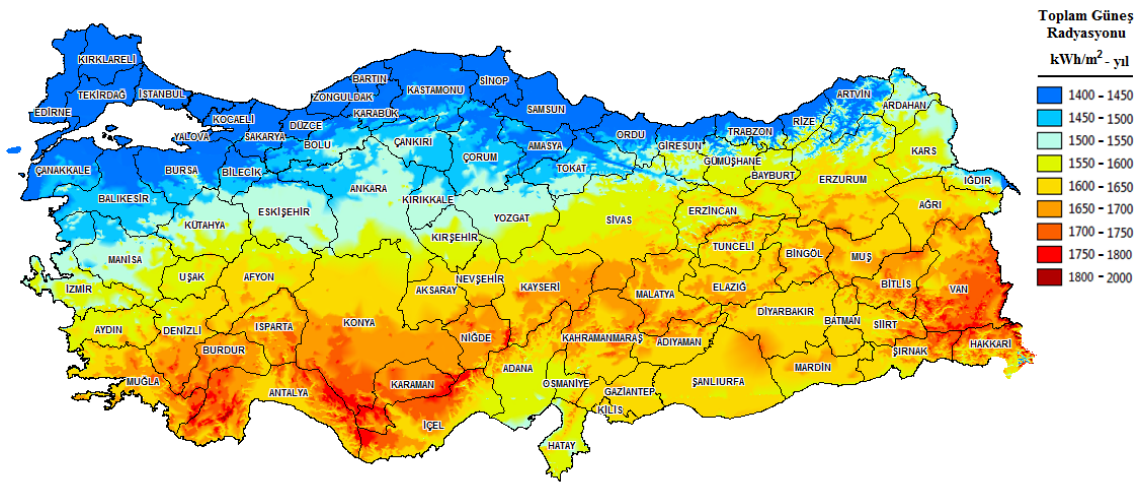 Toplam Güneş
Radyasyonu
kWh/m² - yıl
1400 - 1450
1450 - 1500
1500 - 1550
1550 - 1600
1600 - 1650
1650 - 1700
1700 - 1750
1750 - 1800
1800 - 2000
KIRKLARELİ
TEKİRDAĞ
İSTANBUL
EDİRNE
KOCAELİ
YALOVA
SAKARYA
DÜZCE
BOLU
ZONGULDAK
BARTIN
KARABÜK
KASTAMONU
SİNOP
SAMSUN
ORDU
GİRESUN
TRABZON
RİZE
ARTVİN
ARDAHAN
KARS
IĞDIR
ÇANAKKALE
BALIKESİR
BURSA
BİLECİK
ÇANKIRI
ÇORUM
AMASYA
TOKAT
GÜMÜŞHANE
BAYBURT
ERZURUM
AĞRI
ANKARA
KIRIKKALE
ESKİŞEHİR
KÜTAHYA
YOZGAT
SİVAS
ERZİNCAN
KIRŞEHİR
MANİSA
İZMİR
UŞAK
AFYON
NEVŞEHİR
AKSARAY
KAYSERİ
MALATYA
TUNCELİ
ELAZIĞ
BİNGÖL
MUŞ
BİTLİS
VAN
AYDIN
DENİZLİ
ISPARTA
BURDUR
KONYA
NİĞDE
KAHRAMANMARAŞ
ADIYAMAN
DİYARBAKIR
BATMAN
SİİRT
ŞIRNAK
HAKKARİ
MUĞLA
ANTALYA
KARAMAN
İÇEL
ADANA
OSMANİYE
GAZİANTEP
KİLİS
ŞANLIURFA
MARDİN
HATAY